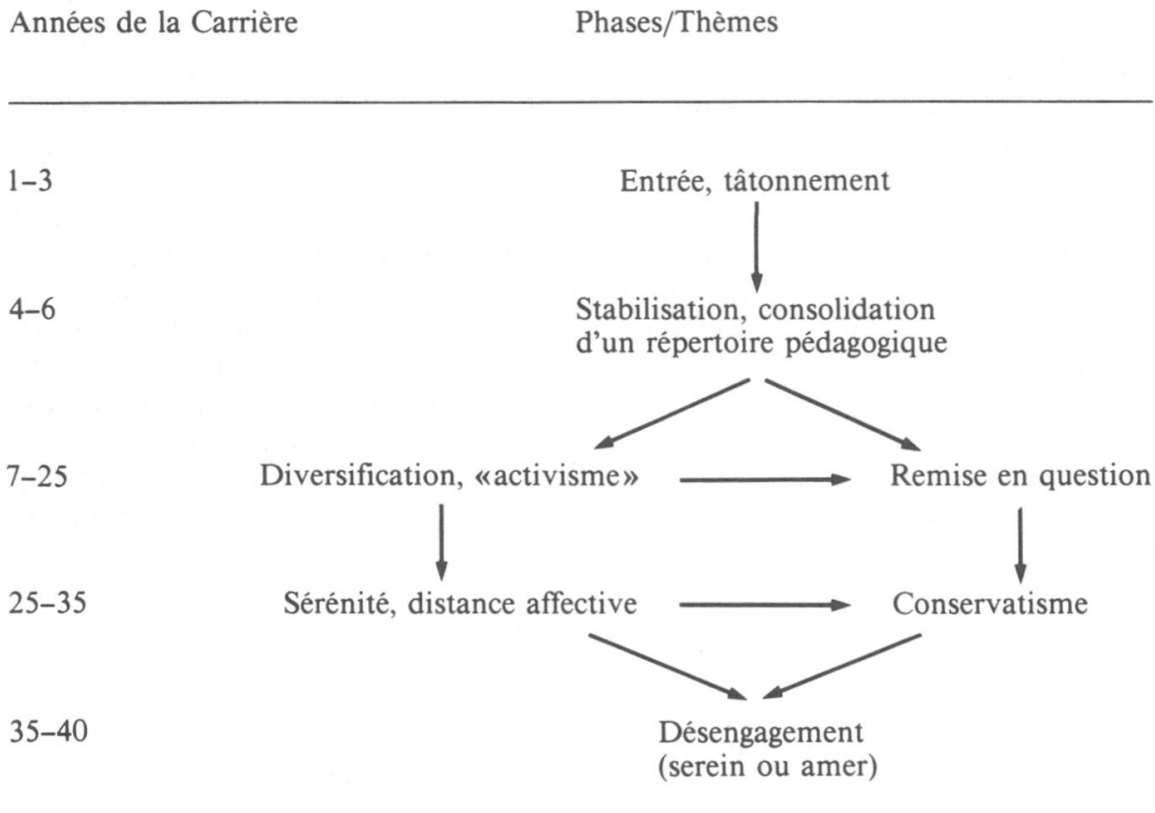 Années de la Carrière Phases/Thèmes
1–3 Entrée, tâtonnement
4–6 Stabilisation, consolidation
d'un répertoire pédagogique
7–25 Diversification, «activisme» Remise en question
25–35 Sérénité, distance affective Conservatisme
35–40 Désengagement
(serein ou amer)